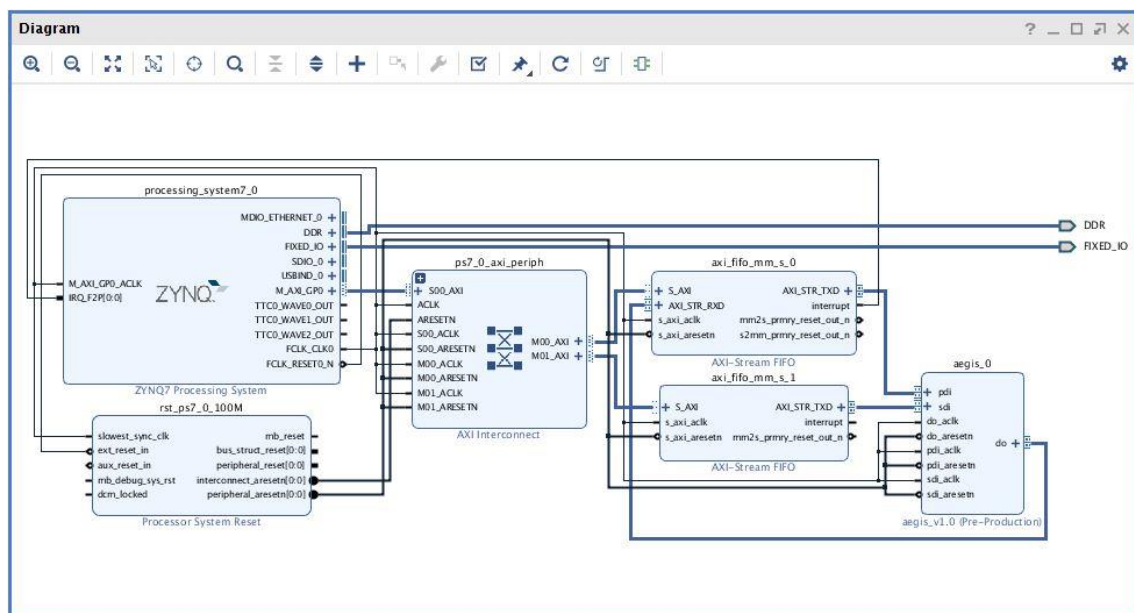 Diagram
processing_system7_0
MDIO_ETHERNET_0
DDR
FIXED_IO
SDIO_0
USBIND_0
M_AXI_GP0
TTC0_WAVE0_OUT
TTC0_WAVE1_OUT
TTC0_WAVE2_OUT
FCLK_CLK0
FCLK_RESET0_N
M_AXI_GP0_ACLK
IRQ_F2P[0:0]
ZYNQ
ZYNQ7 Processing System
rst_ps7_0_100M
slowest_sync_clk
ext_reset_in
aux_reset_in
mb_debug_sys_rst
dcm_locked
mb_reset
bus_struct_reset[0:0]
peripheral_reset[0:0]
interconnect_aresetn[0:0]
peripheral_aresetn[0:0]
Processor System Reset
ps7_0_axi_periph
S00_AXI
ACLK
ARESETN
S00_ACLK
S00_ARESETN
M00_ACLK
M00_ARESETN
M01_ACLK
M01_ARESETN
M00_AXI
M01_AXI
AXI Interconnect
axi_fifo_mm_s_0
S_AXI
AXI_STR_RXD
s_axi_aclk
s_axi_aresetn
AXI_STR_TXD
interrupt
mm2s_prmry_reset_out_n
s2mm_prmry_reset_out_n
AXI-Stream FIFO
axi_fifo_mm_s_1
S_AXI
s_axi_aclk
s_axi_aresetn
AXI_STR_TXD
interrupt
mm2s_prmry_reset_out_n
AXI-Stream FIFO
aegis_0
pdi
sdi
do_aclk
do_aresetn
pdi_aclk
pdi_aresetn
sdi_aclk
sdi_aresetn
do
aegis_v1.0 (Pre-Production)
DDR
FIXED_IO